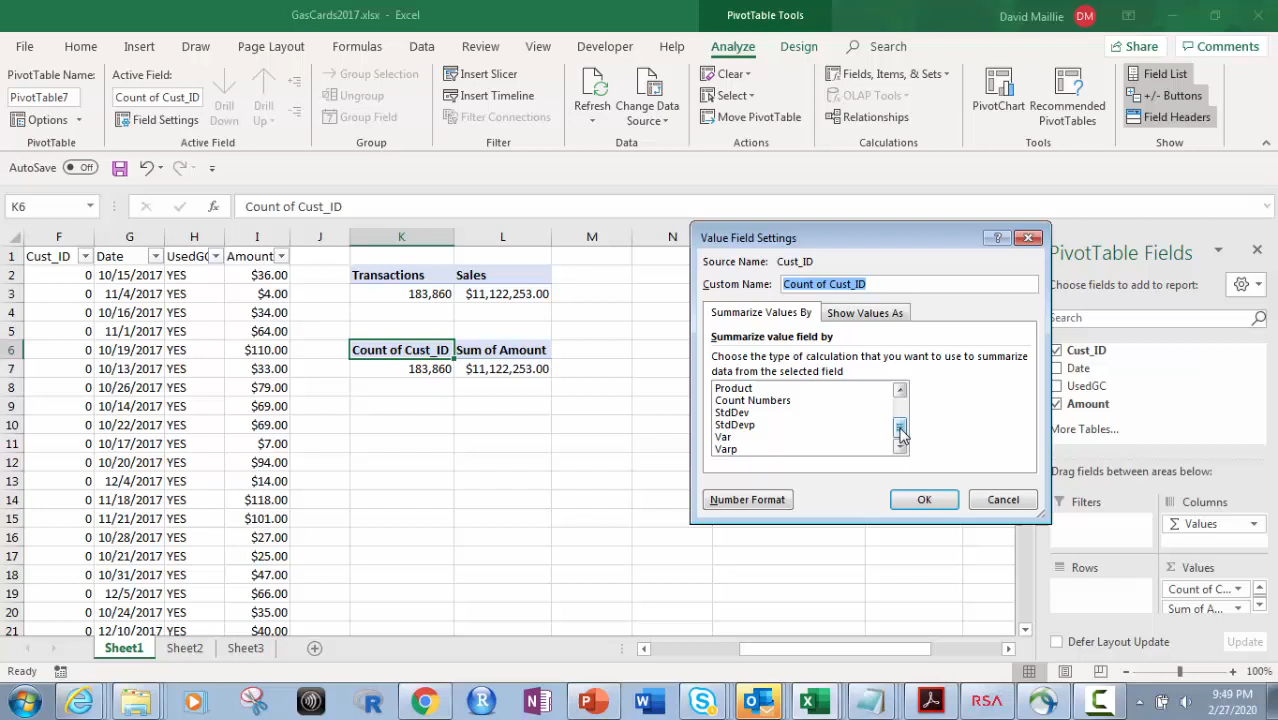 GasCards2017.xlsx - Excel
PivotTable Tools
David Maillie DM
File Home Insert Draw Page Layout Formulas Data Review View Developer Help Analyze Design Search Share Comments
PivotTable Name: Active Field:
PivotTable7 Count of Cust_ID
Options Field Settings
Drill Down
Drill Up
Group Selection
Ungroup
Group Field
Insert Slicer
Insert Timeline
Filter Connections
Refresh
Change Data Source
Clear
Select
Move PivotTable
Fields, Items, & Sets
OLAP Tools
Relationships
PivotChart
Recommended PivotTables
Field List
+/- Buttons
Field Headers
PivotTable Active Field Group Filter Data Actions Calculations Tools Show
AutoSave Off
K6 fx Count of Cust_ID
F G H I J K L M N
1 Cust_ID Date UsedGC Amount
2 0 10/15/2017 YES $36.00 Transactions Sales
3 0 11/4/2017 YES $4.00 183,860 $11,122,253.00
4 0 10/16/2017 YES $34.00
5 0 11/1/2017 YES $64.00
6 0 10/19/2017 YES $110.00 Count of Cust_ID Sum of Amount
7 0 10/13/2017 YES $33.00 183,860 $11,122,253.00
8 0 10/26/2017 YES $79.00
9 0 10/14/2017 YES $69.00
10 0 10/22/2017 YES $69.00
11 0 10/17/2017 YES $7.00
12 0 10/20/2017 YES $94.00
13 0 12/4/2017 YES $14.00
14 0 11/18/2017 YES $118.00
15 0 11/21/2017 YES $101.00
16 0 10/28/2017 YES $27.00
17 0 10/21/2017 YES $25.00
18 0 10/31/2017 YES $47.00
19 0 12/5/2017 YES $66.00
20 0 10/24/2017 YES $35.00
21 0 12/10/2017 YES $40.00
Value Field Settings
Source Name: Cust_ID
Custom Name: Count of Cust_ID
Summarize Values By Show Values As
Summarize value field by
Choose the type of calculation that you want to use to summarize
data from the selected field
Product
Count Numbers
StdDev
StdDevp
Var
Varp
Number Format OK Cancel
PivotTable Fields
Choose fields to add to report:
Search
Cust_ID
Date
UsedGC
Amount
More Tables...
Drag fields between areas below:
Filters Columns
Σ Values
Rows Σ Values
Count of C...
Sum of A...
Defer Layout Update Update
Sheet1 Sheet2 Sheet3
Ready 100%
RSA
9:49 PM
2/27/2020